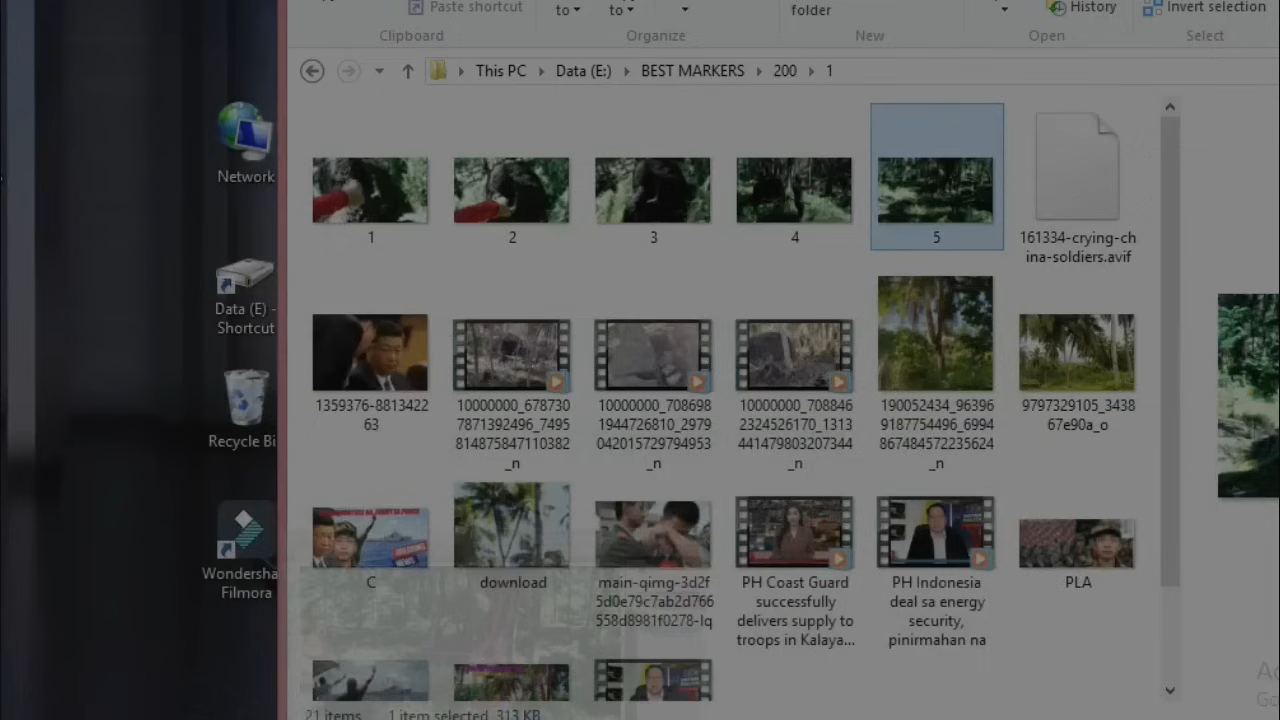 Paste shortcut
to
to
folder
History
Invert selection
Clipboard
Organize
New
Open
Select
This PC
Data (E:)
BEST MARKERS
200
1
Network
Data (E) -
Shortcut
Recycle Bi
Wondersha
Filmora
1
2
3
4
5
161334-crying-ch
ina-soldiers.avif
1359376-8813422
63
10000000_678730
7871392496_7495
814875847110382
_n
10000000_708698
1944726810_2979
042015729794953
_n
10000000_708846
2324526170_1313
441479803207344
_n
190052434_96396
9187754496_6994
867484572235624
_n
9797329105_3438
67e90a_o
C
download
main-qimg-3d2f
5d0e79c7ab2d766
558d8981f0278-lq
PH Coast Guard
successfully
delivers supply to
troops in Kalaya...
PH Indonesia
deal sa energy
security,
pinirmahan na
PLA
21 items
1 item selected 313 KB